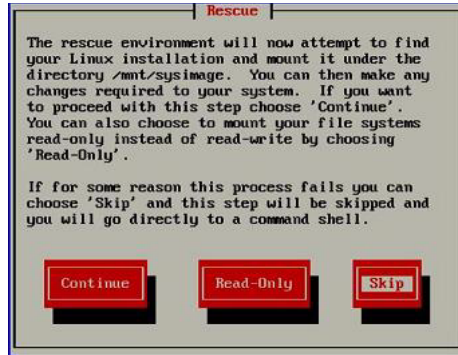 Rescue
The rescue environment will now attempt to find
your Linux installation and mount it under the
directory /mnt/sysimage.  You can then make any
changes required to your system.  If you want
to proceed with this step choose 'Continue'.
You can also choose to mount your file systems
read-only instead of read-write by choosing
'Read-Only'.
If for some reason this process fails you can
choose 'Skip' and this step will be skipped and
you will go directly to a command shell.
Continue Read-Only Skip